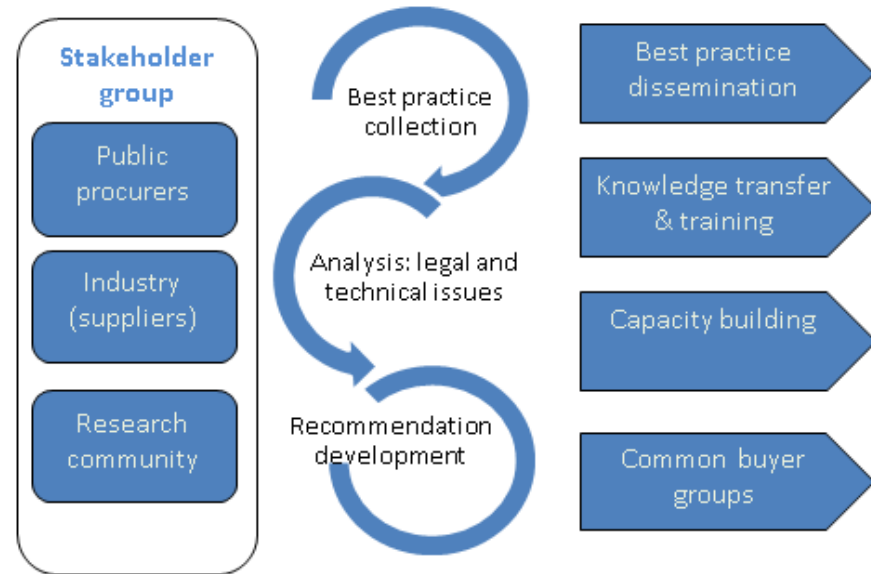 Stakeholder
group
Public
procurers
Industry
(suppliers)
Research
community
Best practice
collection
Analysis: legal and
technical issues
Recommendation
development
Best practice
dissemination
Knowledge transfer
& training
Capacity building
Common buyer
groups